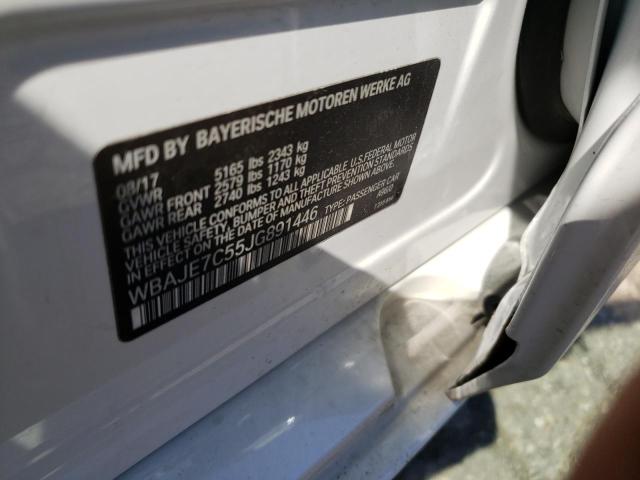 MFD BY BAYERISCHE MOTOREN WERKE AG
08/17
GVWR 5165 lbs 2343 kg
GAWR FRONT 2579 lbs 1170 kg
GAWR REAR 2740 lbs 1243 kg
THIS VEHICLE CONFORMS TO ALL APPLICABLE U.S.FEDERAL MOTOR
VEHICLE SAFETY, BUMPER AND THEFT PREVENTION STANDARDS
IN EFFECT ON THE DATE OF MANUFACTURE SHOWN ABOVE.
WBAJE7C55JG891446 TYPE: PASSENGER CAR